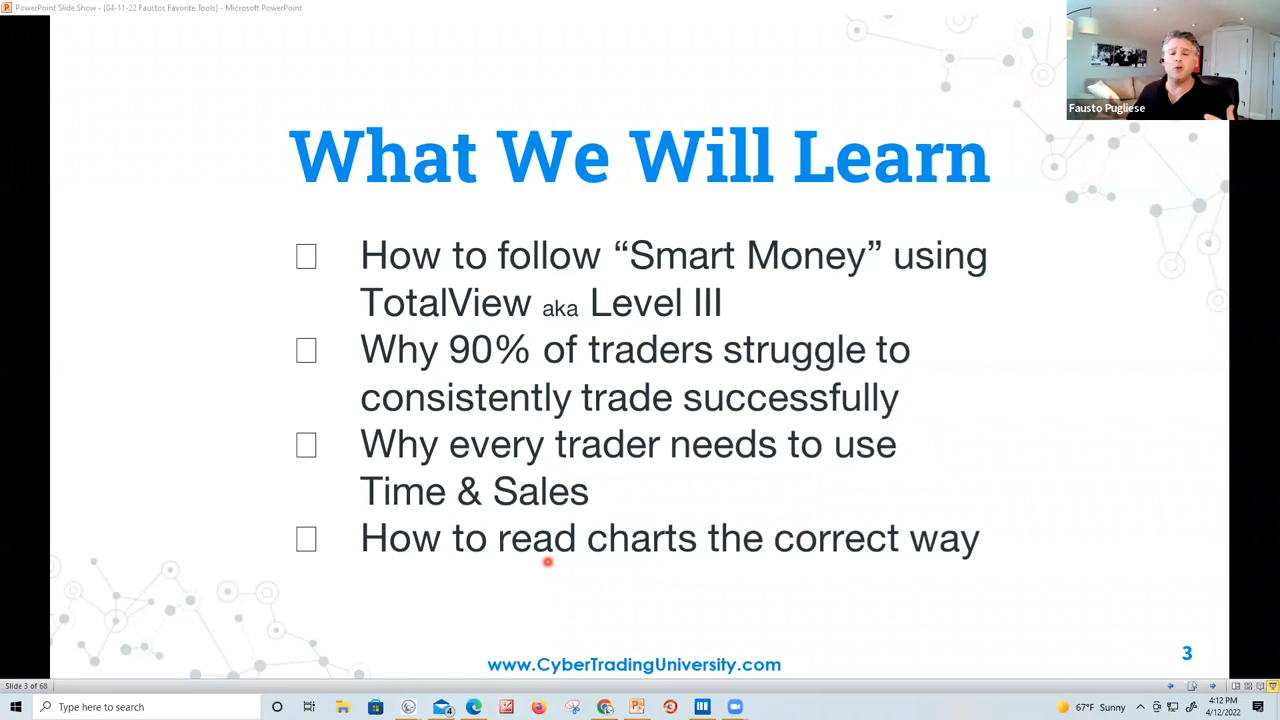 PowerPoint Slide Show - [04-11-22 Faustos Favorite Tools] - Microsoft PowerPoint
Fausto Pugliese
What We Will Learn
How to follow “Smart Money” using
TotalView aka Level III
Why 90% of traders struggle to
consistently trade successfully
Why every trader needs to use
Time & Sales
How to read charts the correct way
www.CyberTradingUniversity.com
3
Slide 3 of 68
Type here to search
4
67°F Sunny
4:12 PM
4/12/2022